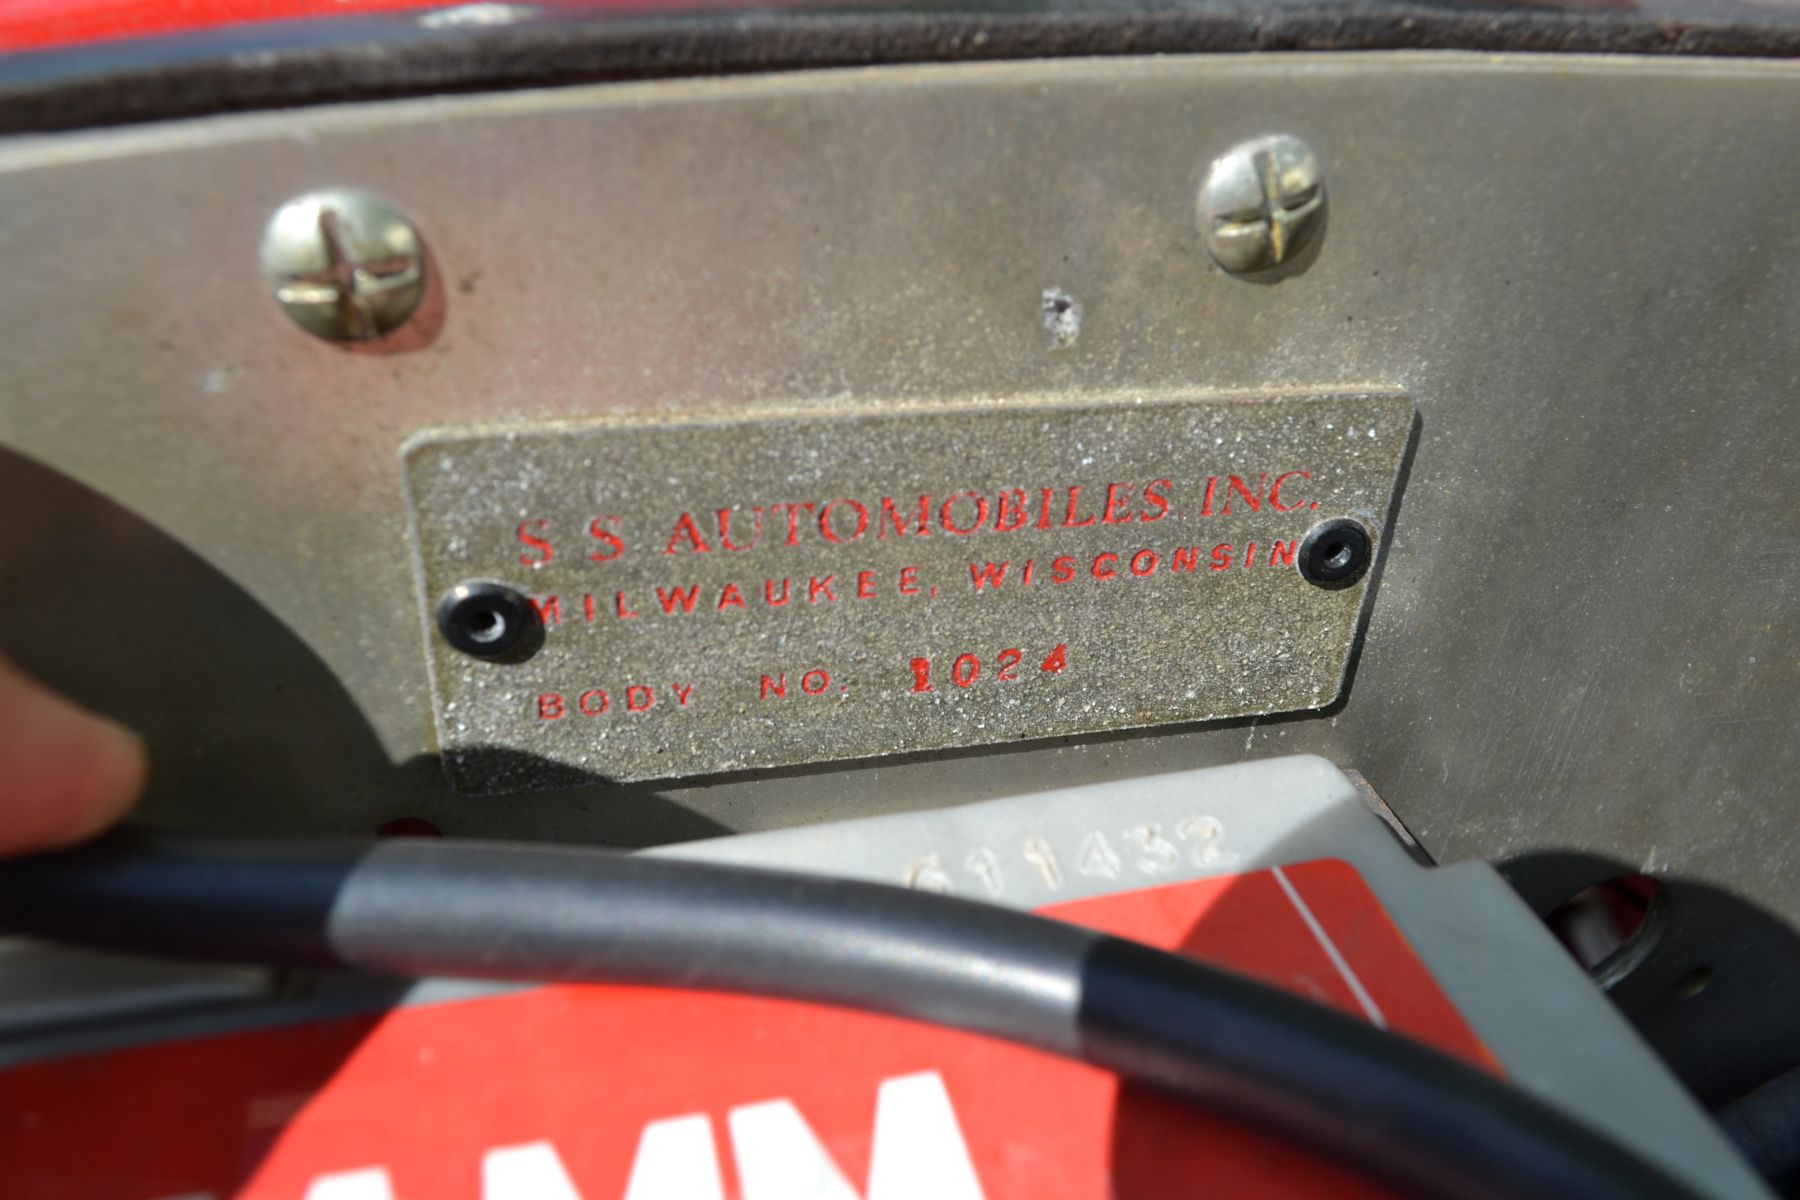 S S AUTOMOBILES INC.
MILWAUKEE, WISCONSIN
BODY NO. 1024
611432